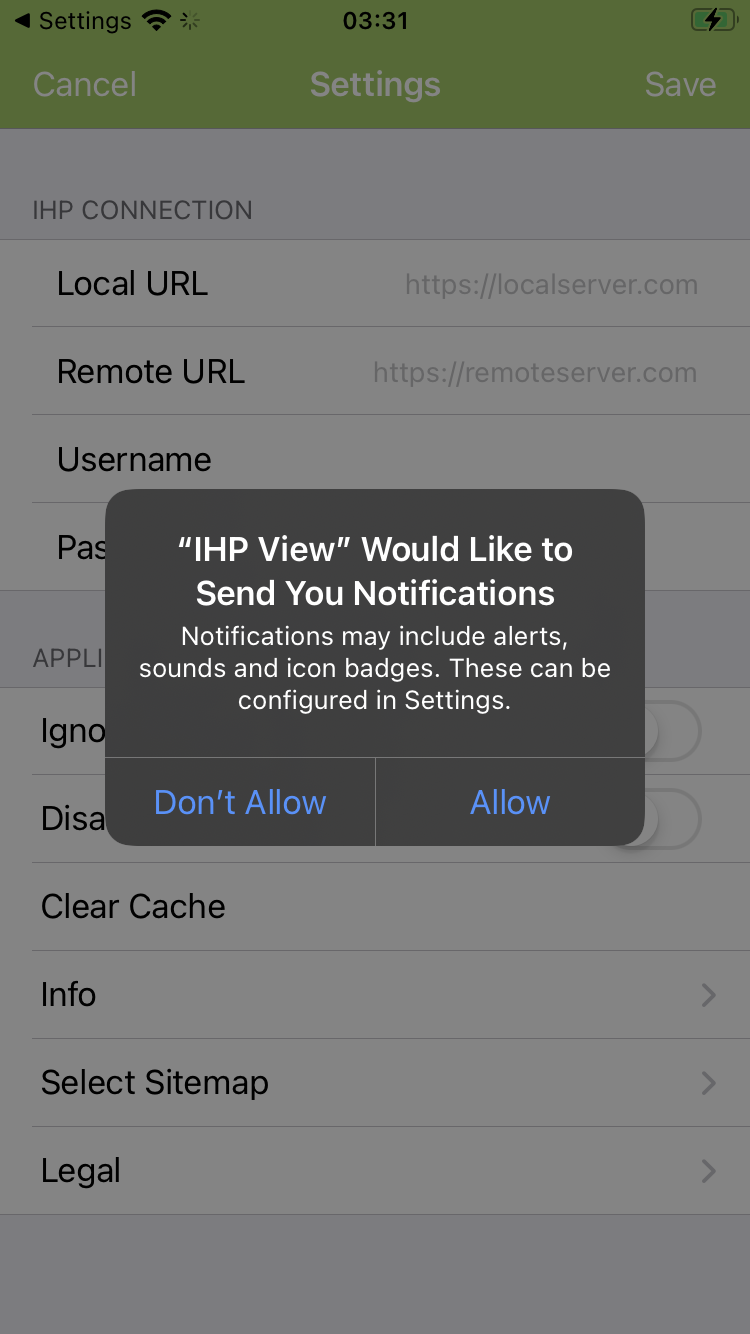 Settings
03:31
Cancel
Settings
Save
IHP CONNECTION
Local URL
https://localserver.com
Remote URL
https://remoteserver.com
Username
Pas
“IHP View” Would Like to
Send You Notifications
Notifications may include alerts,
sounds and icon badges. These can be
configured in Settings.
Don’t Allow
Allow
APPLI
Igno
Disa
Clear Cache
Info
Select Sitemap
Legal